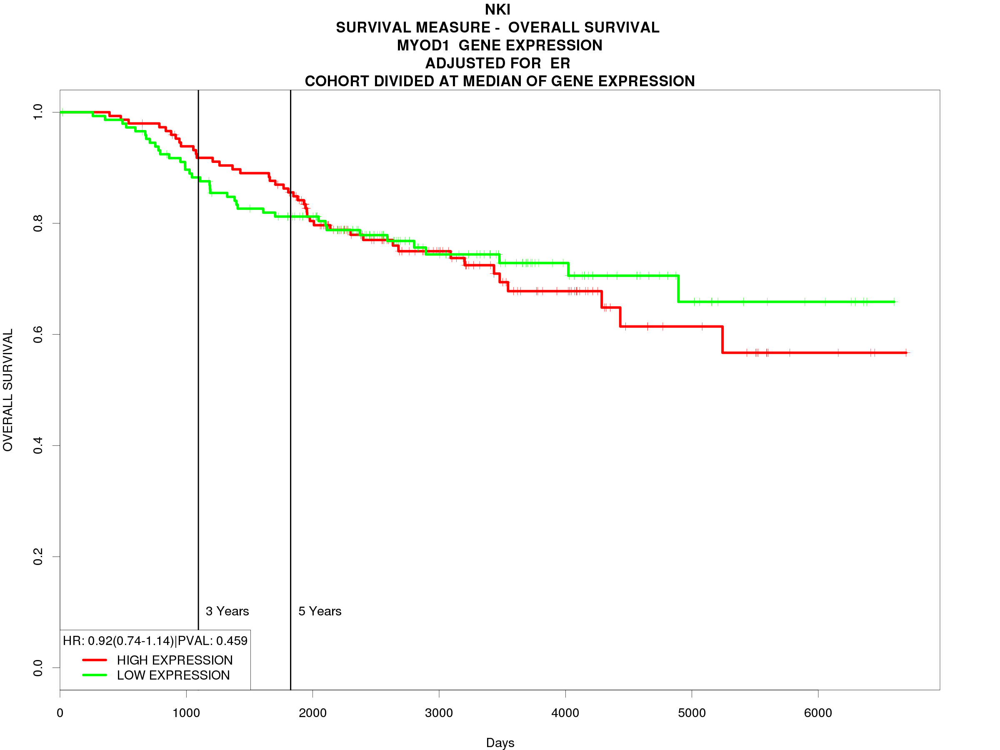 NKI
SURVIVAL MEASURE - OVERALL SURVIVAL
MYOD1 GENE EXPRESSION
ADJUSTED FOR ER
COHORT DIVIDED AT MEDIAN OF GENE EXPRESSION
OVERALL SURVIVAL
1.0
0.8
0.6
0.4
0.2
0.0
3 Years
5 Years
HR: 0.92(0.74-1.14)|PVAL: 0.459
HIGH EXPRESSION
LOW EXPRESSION
0 1000 2000 3000 4000 5000 6000
Days